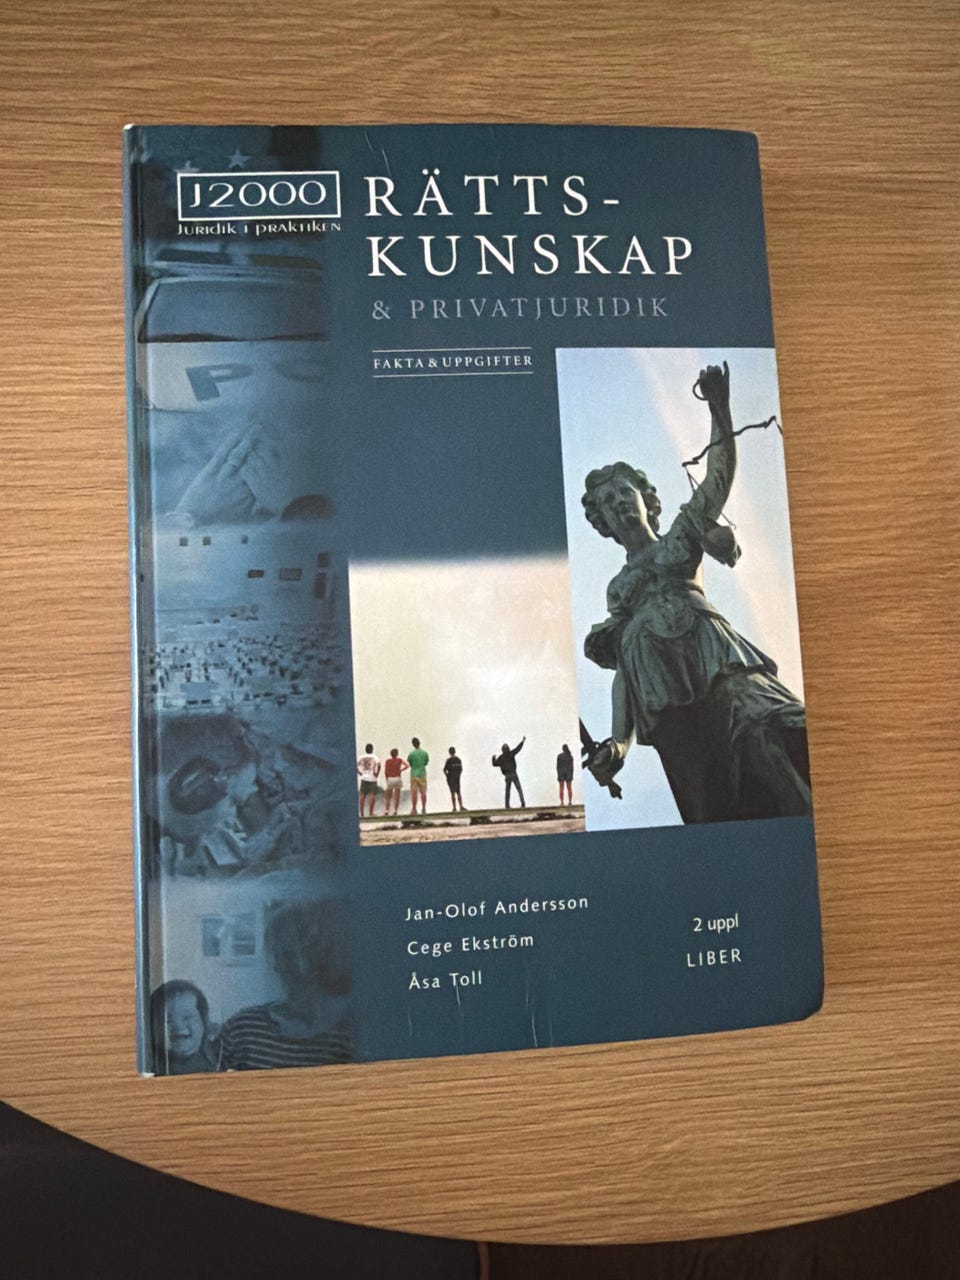 J2000
JURIDIK I PRAKTIKEN
RÄTTS-
KUNSKAP
& PRIVATJURIDIK
FAKTA & UPPGIFTER
Jan-Olof Andersson
Cege Ekström
Åsa Toll
2 uppl
LIBER